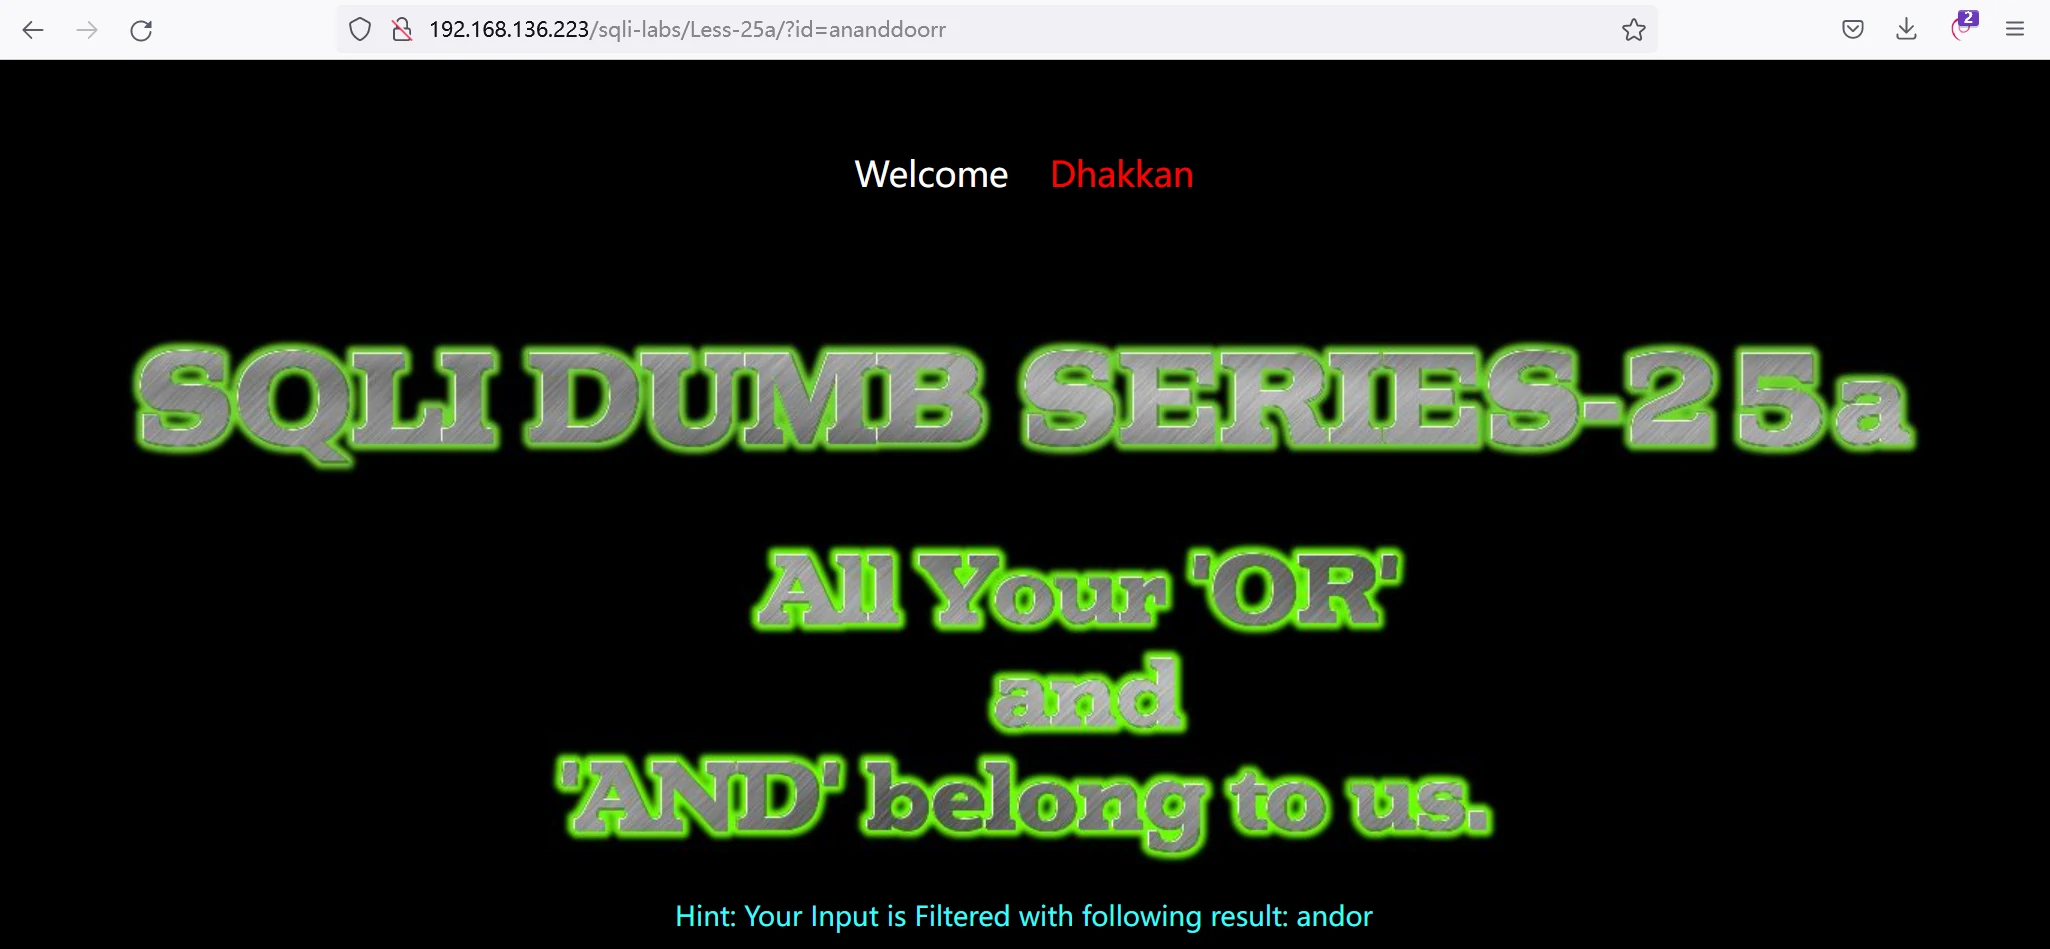 192.168.136.223/sqli-labs/Less-25a/?id=ananddoorr
2
Welcome Dhakkan
SQLI DUMB SERIES-25a
All Your 'OR'
and
'AND' belong to us.
Hint: Your Input is Filtered with following result: andor